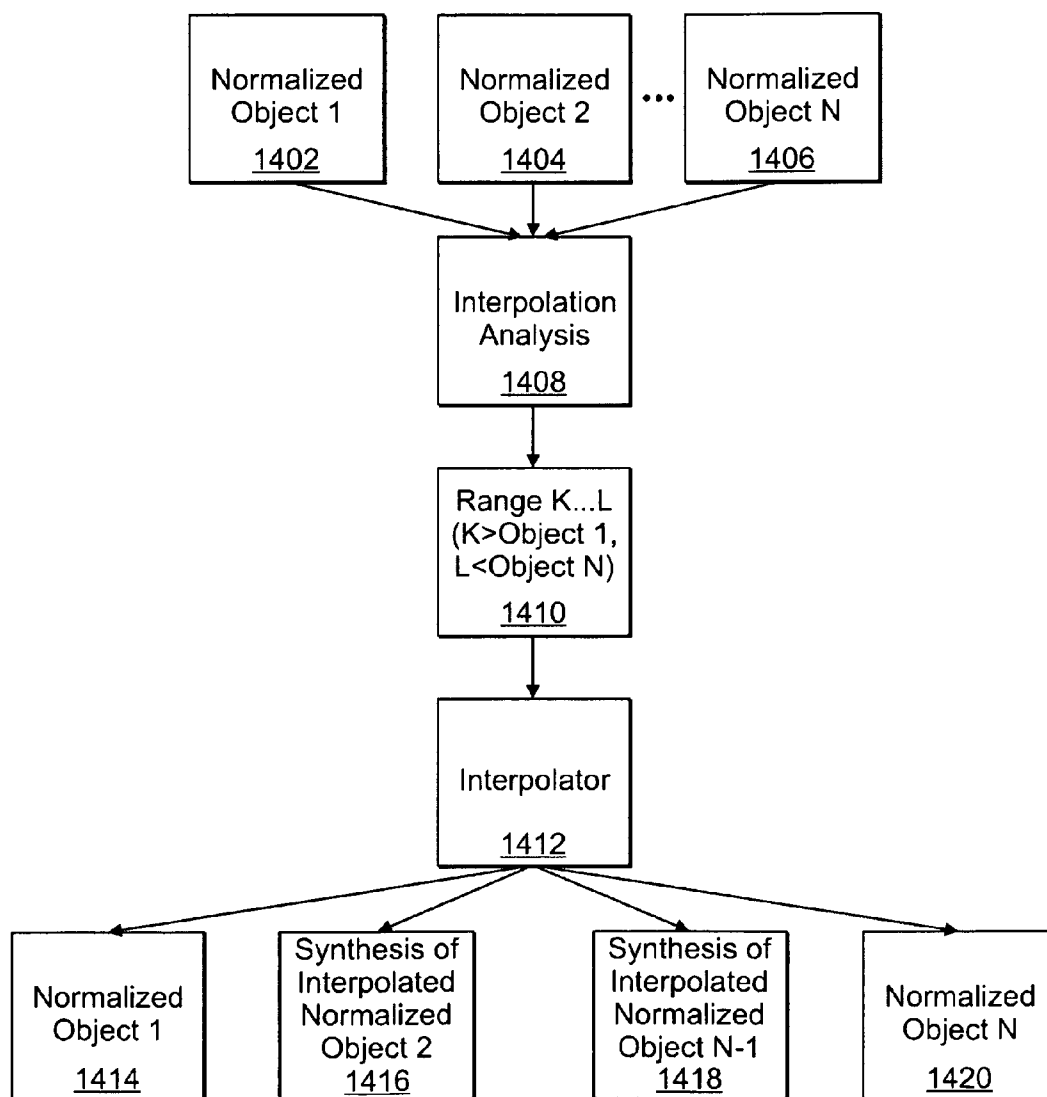 Normalized
Object 1
1402
Normalized
Object 2
1404
•••
Normalized
Object N
1406
Interpolation
Analysis
1408
Range K...L
(K>Object 1,
L<Object N)
1410
Interpolator
1412
Normalized
Object 1
1414
Synthesis of
Interpolated
Normalized
Object 2
1416
Synthesis of
Interpolated
Normalized
Object N-1
1418
Normalized
Object N
1420